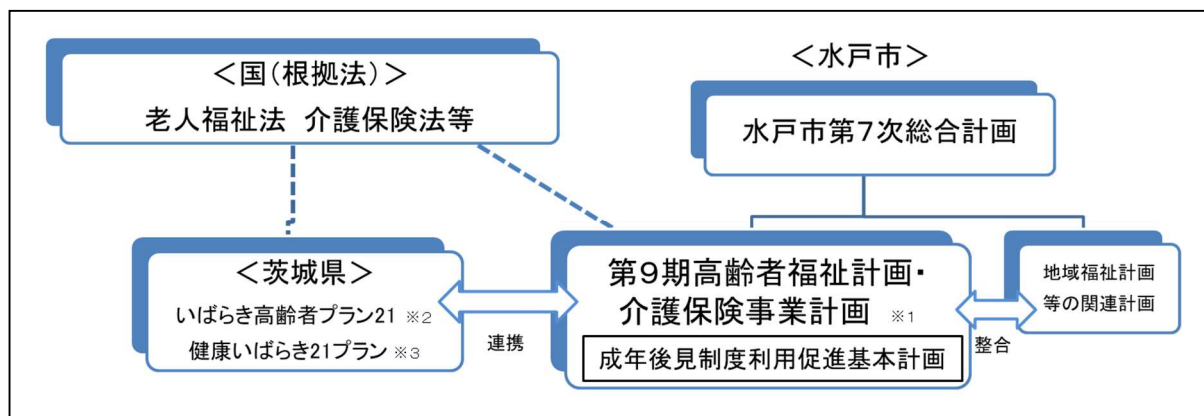 ＜国(根拠法)＞
老人福祉法 介護保険法等
＜水戸市＞
水戸市第7次総合計画
＜茨城県＞
いばらき高齢者プラン21 ※2
健康いばらき21プラン ※3
連携
第9期高齢者福祉計画・
介護保険事業計画 ※1
成年後見制度利用促進基本計画
整合
地域福祉計画
等の関連計画